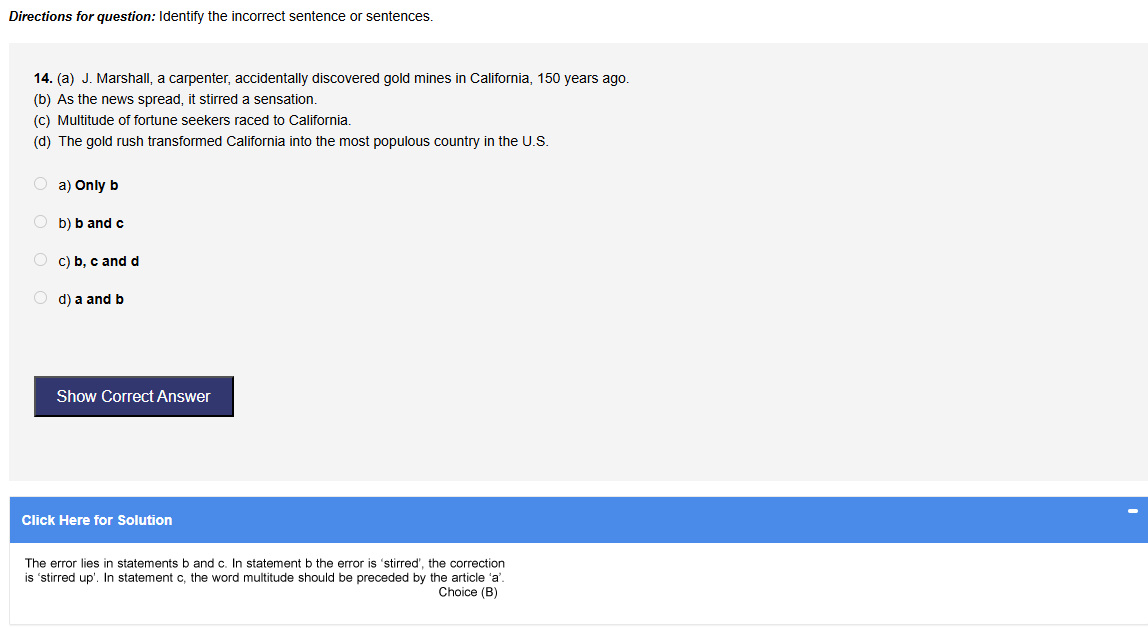 Directions for question: Identify the incorrect sentence or sentences.
14. (a) J. Marshall, a carpenter, accidentally discovered gold mines in California, 150 years ago.
(b) As the news spread, it stirred a sensation.
(c) Multitude of fortune seekers raced to California.
(d) The gold rush transformed California into the most populous country in the U.S.
a) Only b
b) b and c
c) b, c and d
d) a and b
Show Correct Answer
Click Here for Solution
The error lies in statements b and c. In statement b the error is ‘stirred’, the correction
is ‘stirred up’. In statement c, the word multitude should be preceded by the article ‘a’.
Choice (B)